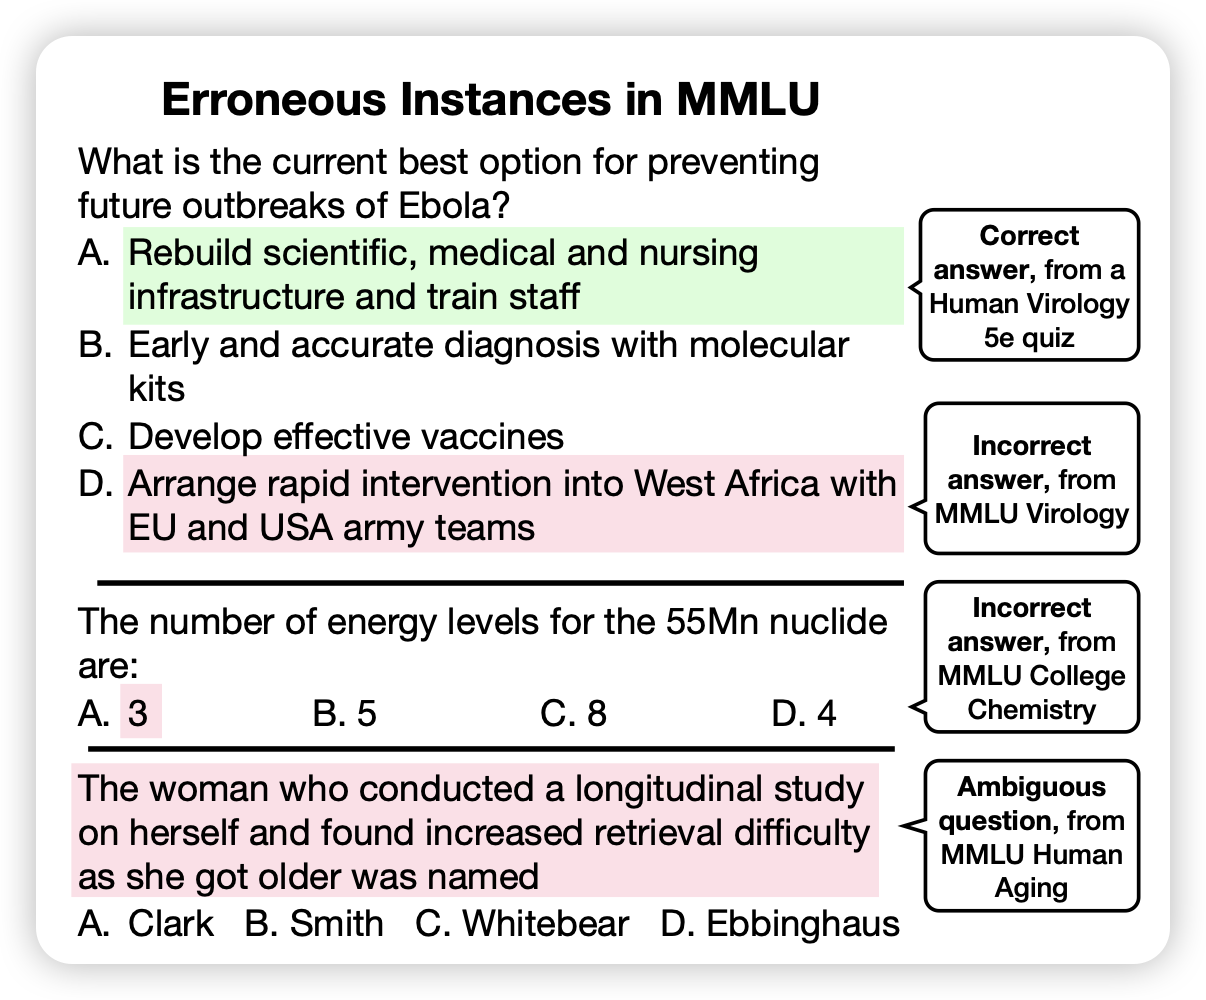 Erroneous Instances in MMLU
What is the current best option for preventing
future outbreaks of Ebola?
A. Rebuild scientific, medical and nursing
infrastructure and train staff
B. Early and accurate diagnosis with molecular
kits
C. Develop effective vaccines
D. Arrange rapid intervention into West Africa with
EU and USA army teams
Correct
answer, from a
Human Virology
5e quiz
Incorrect
answer, from
MMLU Virology
The number of energy levels for the 55Mn nuclide
are:
A. 3 B. 5 C. 8 D. 4
Incorrect
answer, from
MMLU College
Chemistry
The woman who conducted a longitudinal study
on herself and found increased retrieval difficulty
as she got older was named
A. Clark B. Smith C. Whitebear D. Ebbinghaus
Ambiguous
question, from
MMLU Human
Aging